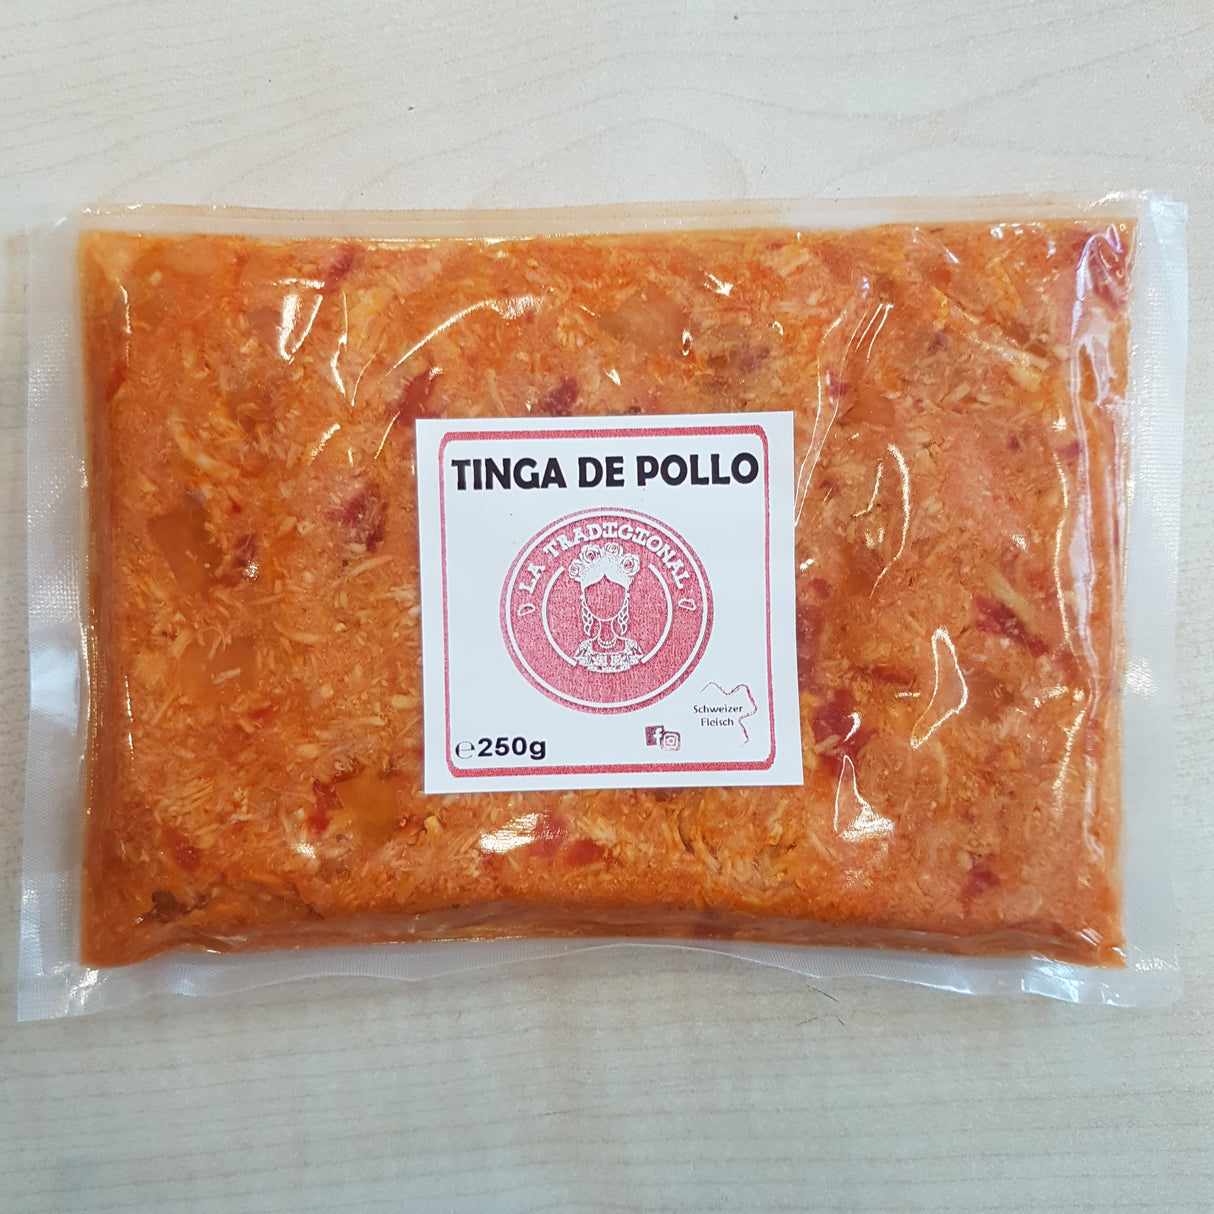 TINGA DE POLLO
LA TRADICIONAL
Schweizer
Fleisch
℮250g